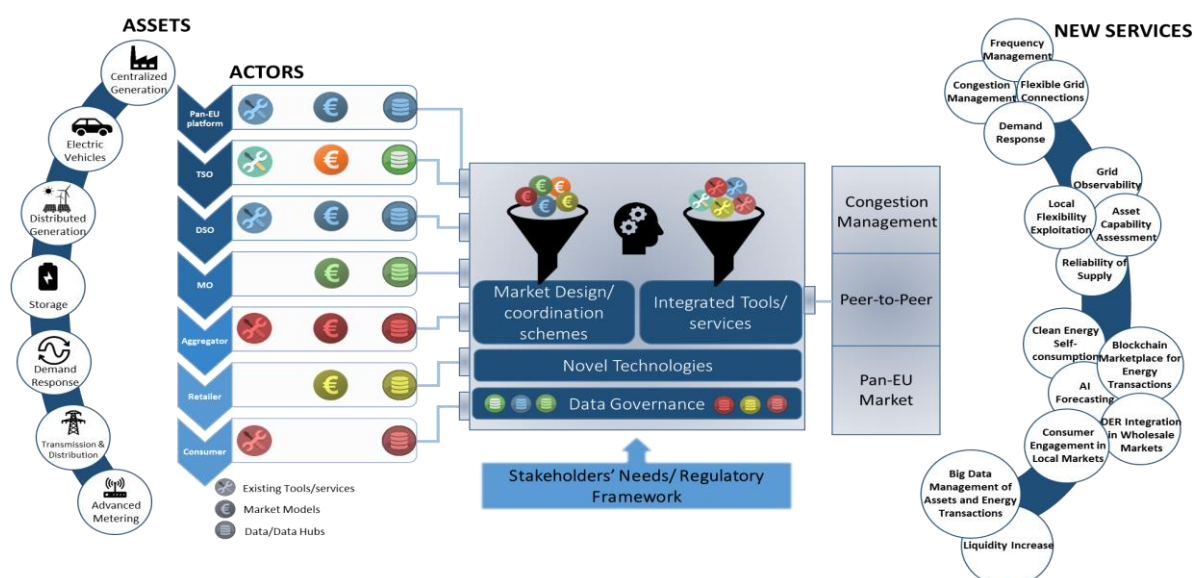 ASSETS
Centralized
Generation
Electric
Vehicles
Distributed
Generation
Storage
Demand
Response
Transmission &
Distribution
Advanced
Metering
ACTORS
Pan-EU
platform
TSO
DSO
MO
Aggregator
Retailer
Consumer
Existing Tools/services
€ Market Models
Data/Data Hubs
Market Design/
coordination
schemes
Integrated Tools/
services
Novel Technologies
Data Governance
Stakeholders' Needs/ Regulatory
Framework
Congestion
Management
Peer-to-Peer
Pan-EU
Market
NEW SERVICES
Frequency
Management
Congestion
Management
Flexible Grid
Connections
Demand
Response
Grid
Observability
Local
Flexibility
Exploitation
Asset
Capability
Assessment
Reliability of
Supply
Clean Energy
Self-
consumption
Blockchain
Marketplace for
Energy
Transactions
AI
Forecasting
DER Integration
in Wholesale
Markets
Consumer
Engagement in
Local Markets
Big Data
Management of
Assets and Energy
Transactions
Liquidity Increase